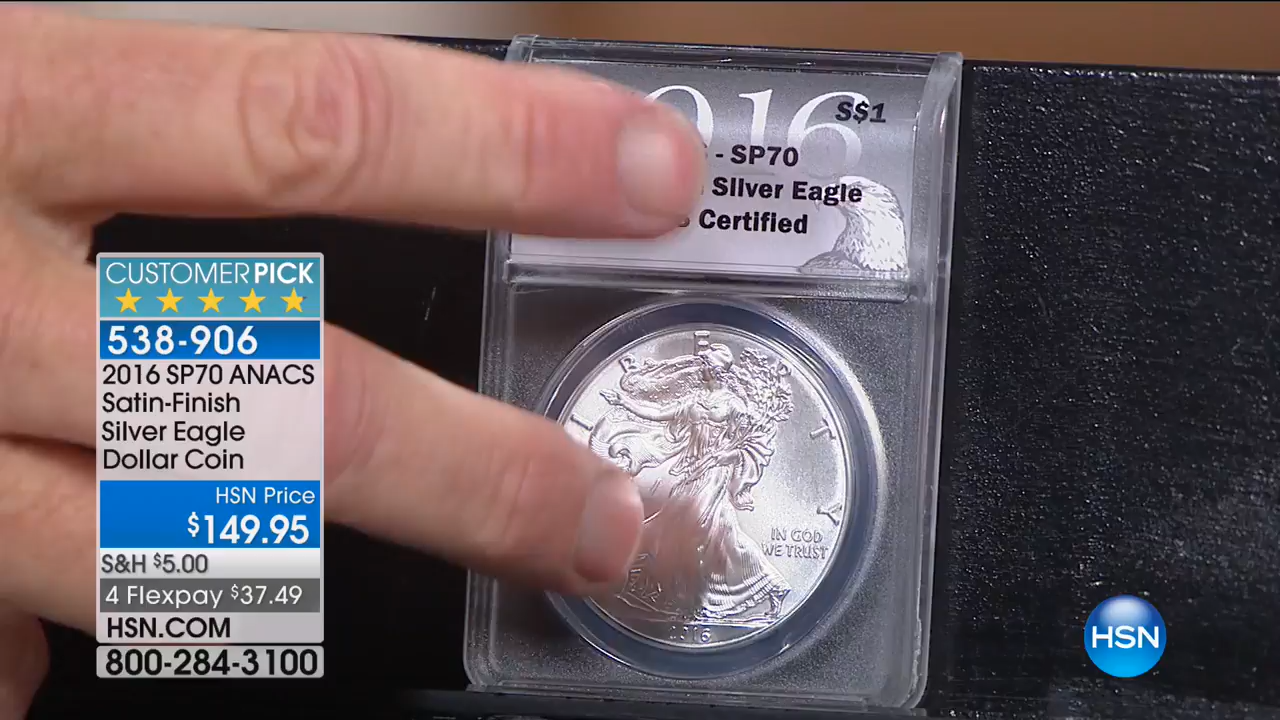 S$1
- SP70
Silver Eagle
Certified
CUSTOMER PICK
538-906
2016 SP70 ANACS
Satin-Finish
Silver Eagle
Dollar Coin
HSN Price
$149.95
S&H $5.00
4 Flexpay $37.49
HSN.COM
800-284-3100
IN GOD
WE TRUST
2016
HSN